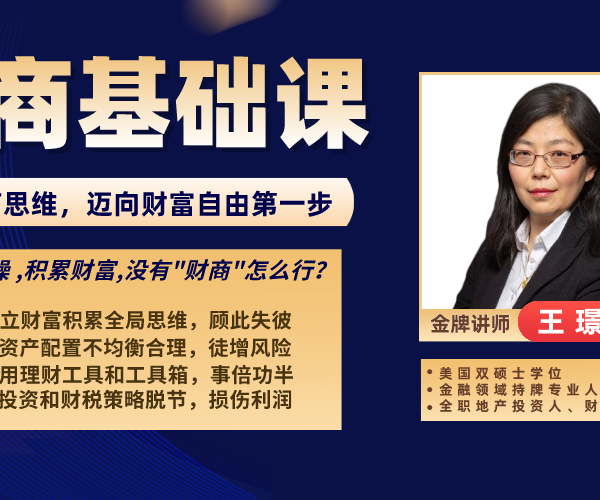 商基础课
思维，迈向财富自由第一步
,积累财富,没有"财商"怎么行?
立财富积累全局思维，顾此失彼
资产配置不均衡合理，徒增风险
用理财工具和工具箱，事倍功半
投资和财税策略脱节，损伤利润
金牌讲师 王璟
• 美国双硕士学位
• 金融领域持牌专业人
• 全职地产投资人、财